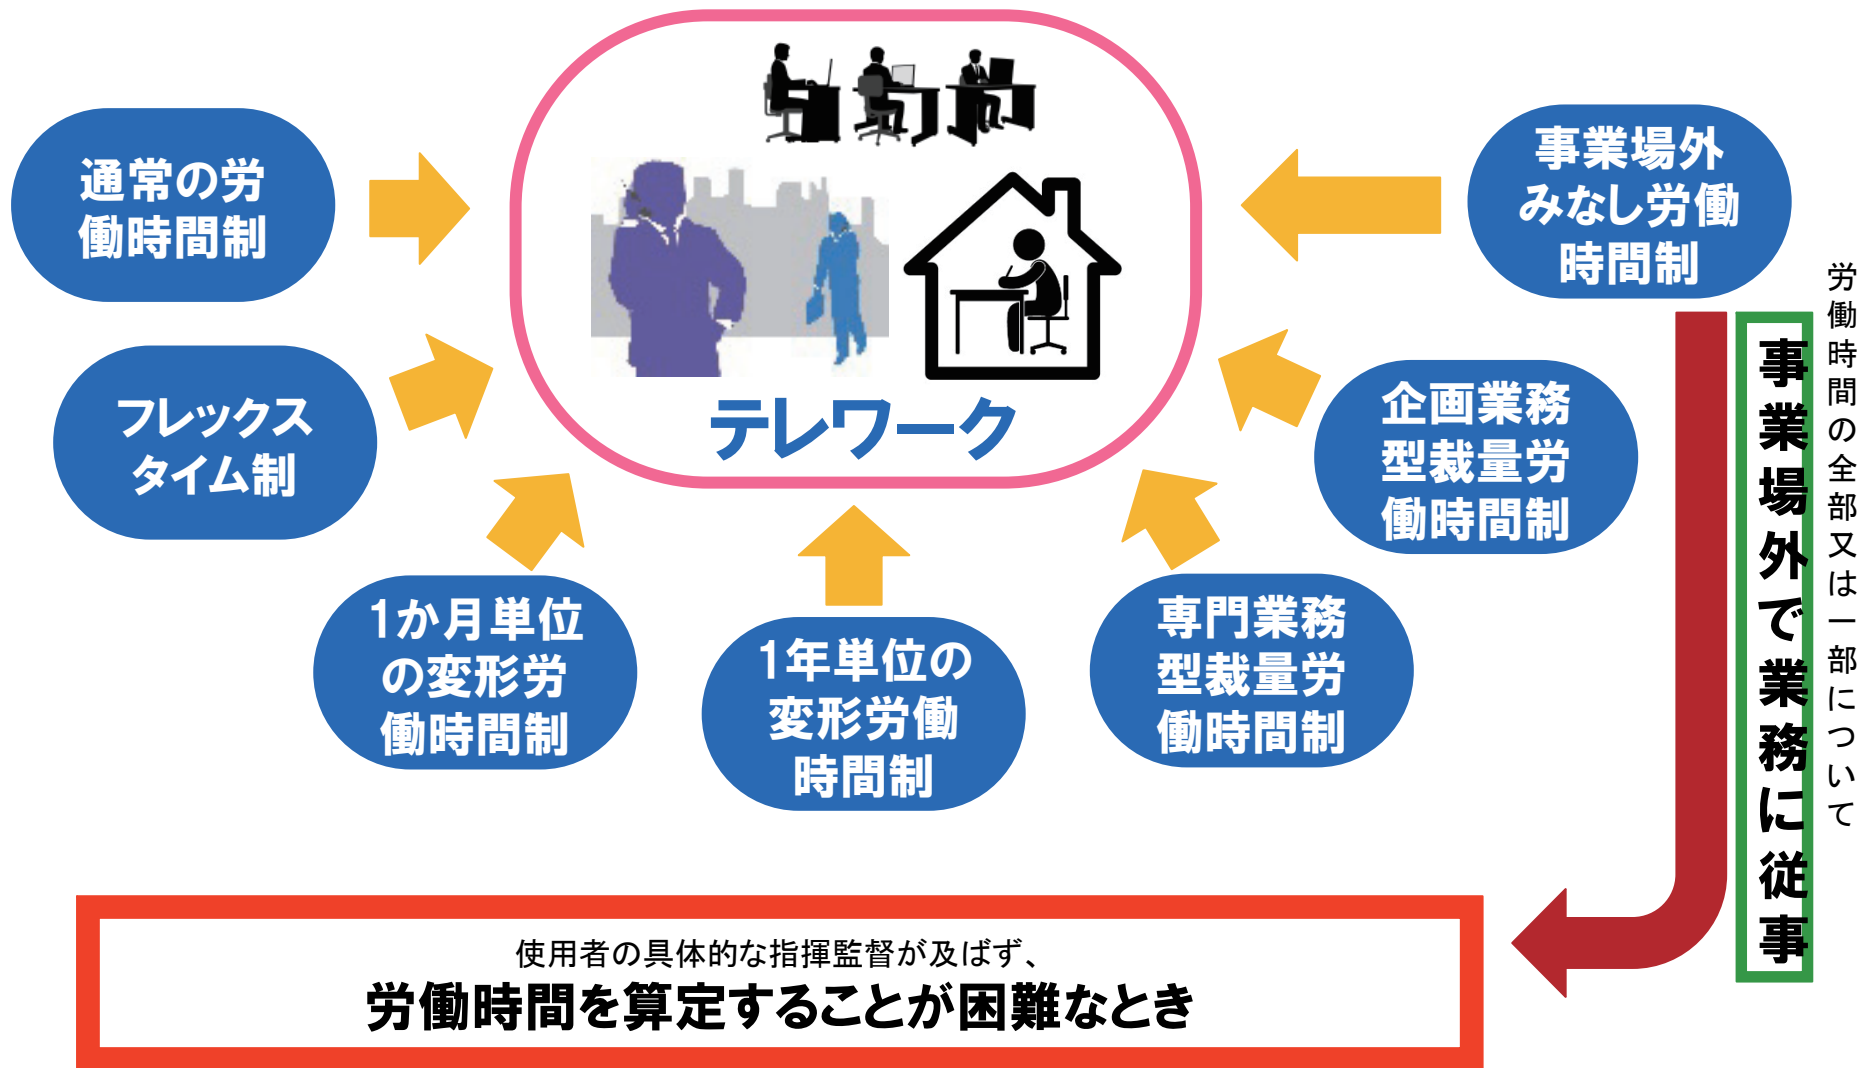 テレワーク
通常の労
働時間制
フレックス
タイム制
1か月単位
の変形労
働時間制
1年単位の
変形労働
時間制
専門業務
型裁量労
働時間制
企画業務
型裁量労
働時間制
事業場外
みなし労働
時間制
労働時間の全部又は一部について
事業場外で業務に従事
使用者の具体的な指揮監督が及ばず、
労働時間を算定することが困難なとき